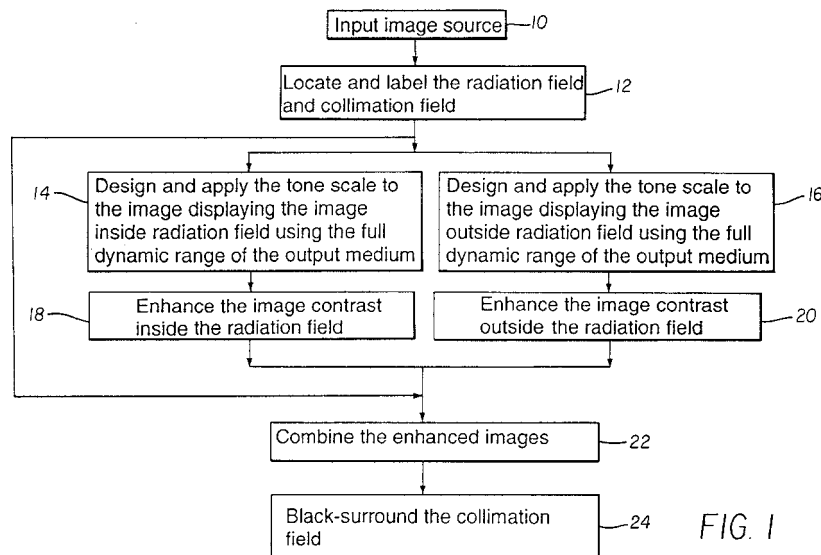 Input image source
10
Locate and label the radiation field
and collimation field
12
14
Design and apply the tone scale to
the image displaying the image
inside radiation field using the full
dynamic range of the output medium
Design and apply the tone scale to
the image displaying the image
outside radiation field using the full
dynamic range of the output medium
16
18
Enhance the image contrast
inside the radiation field
Enhance the image contrast
outside the radiation field
20
Combine the enhanced images
22
Black-surround the collimation
field
24
FIG. 1